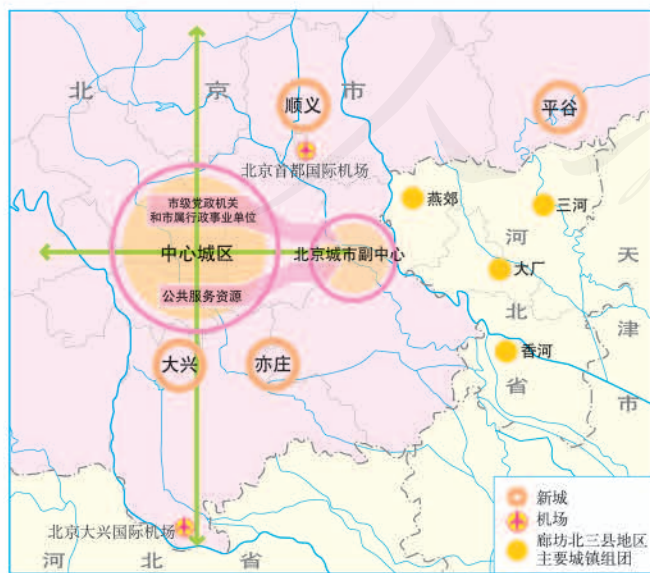 北京市
顺义
平谷
北京首都国际机场
燕郊
三河
市级党政机关
和市属行政事业单位
中心城区
北京城市副中心
大厂
公共服务资源
香河
大兴
亦庄
河北省
天津市
北京大兴国际机场
河北省
新城
机场
廊坊北三县地区
主要城镇组团